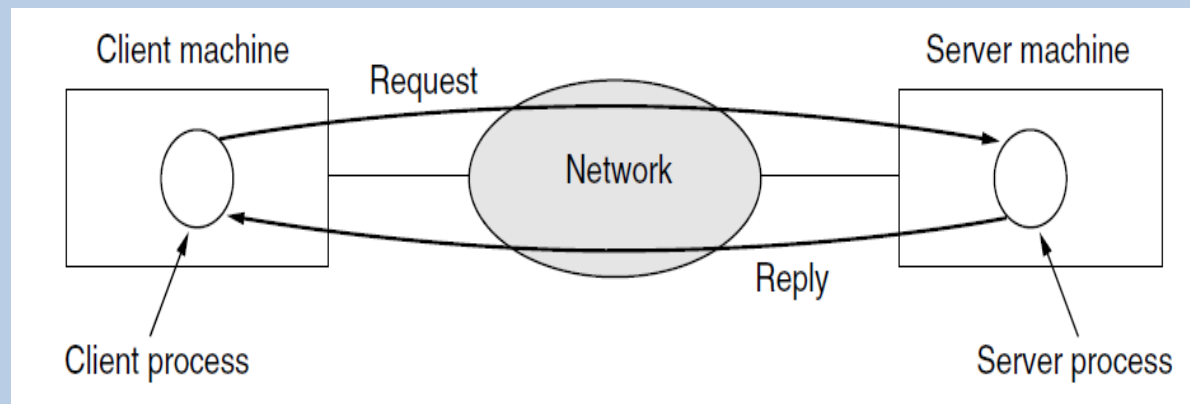 Client machine
Server machine
Request
Network
Reply
Client process
Server process